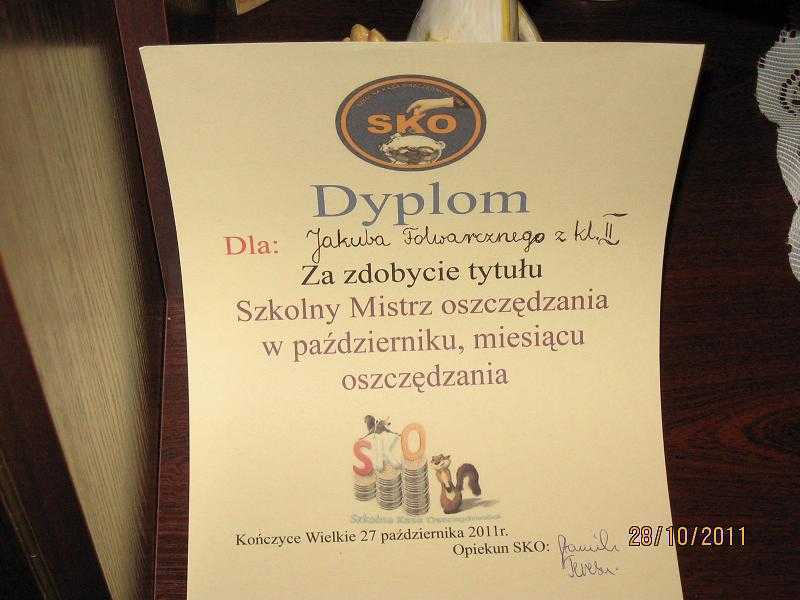 SKO
Dyplom
Dla: Jakuba Folwarcznego z kl. II
Za zdobycie tytułu
Szkolny Mistrz oszczędzania
w październiku, miesiącu
oszczędzania
SKO
Szkolna Kasa Oszczędności
Kończyce Wielkie 27 października 2011r.
Opiekun SKO:
28/10/2011